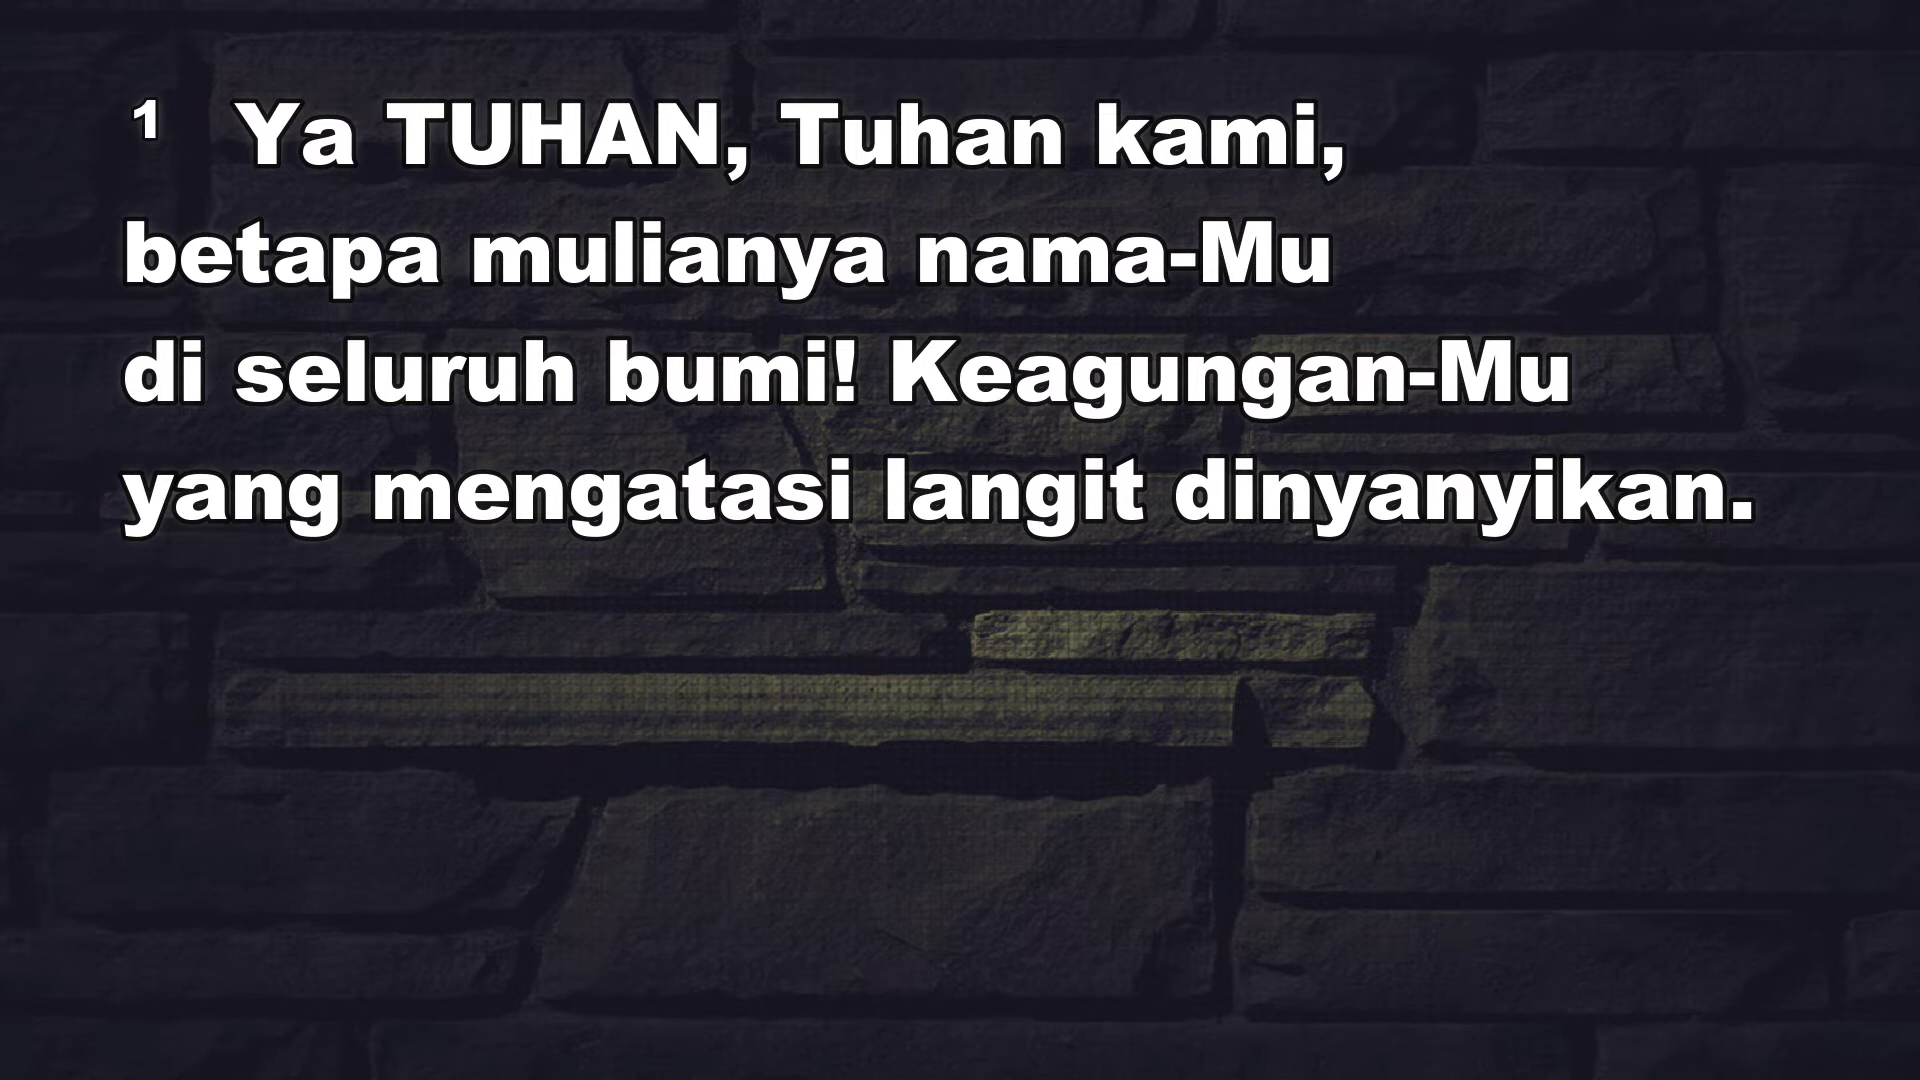 ¹ Ya TUHAN, Tuhan kami,
betapa mulianya nama-Mu
di seluruh bumi! Keagungan-Mu
yang mengatasi langit dinyanyikan.